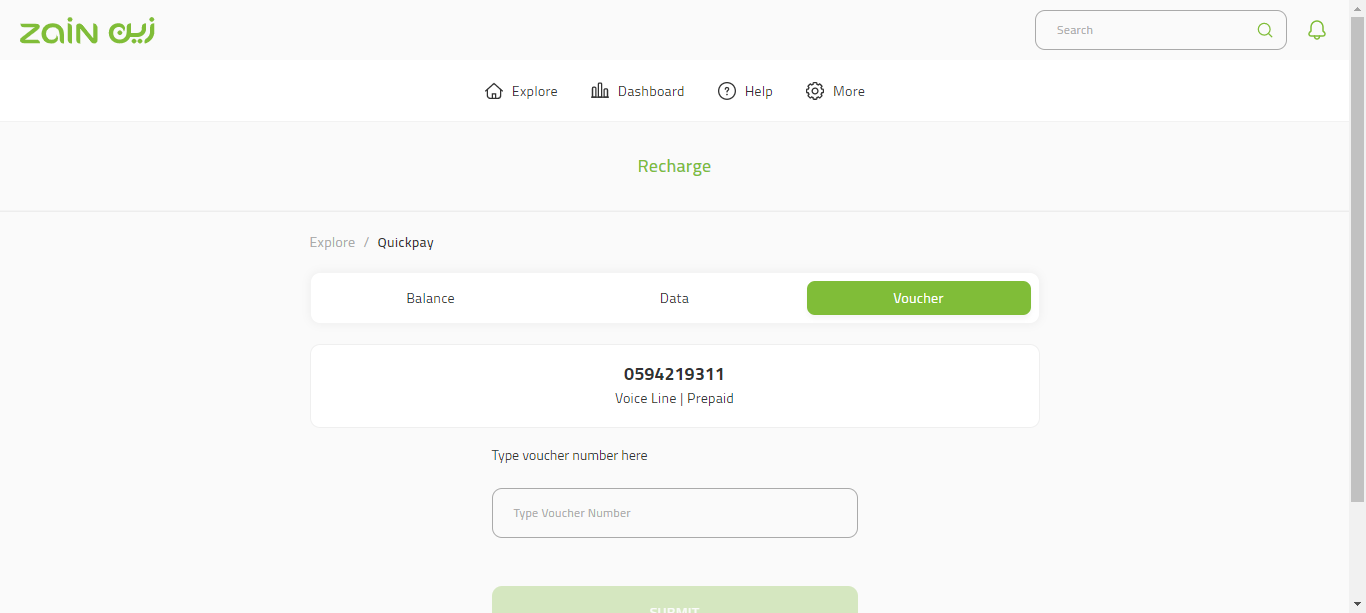 zain زين
Search
Explore
Dashboard
Help
More
Recharge
Explore / Quickpay
Balance
Data
Voucher
0594219311
Voice Line | Prepaid
Type voucher number here
Type Voucher Number
SUBMIT